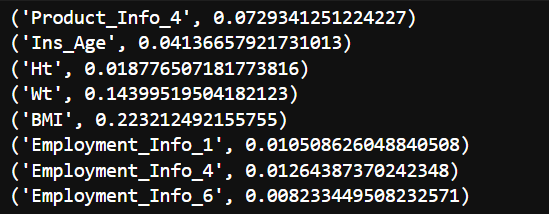 ('Product_Info_4', 0.0729341251224227)
('Ins_Age', 0.04136657921731013)
('Ht', 0.018776507181773816)
('Wt', 0.14399519504182123)
('BMI', 0.223212492155755)
('Employment_Info_1', 0.010508626048840508)
('Employment_Info_4', 0.01264387370242348)
('Employment_Info_6', 0.008233449508232571)